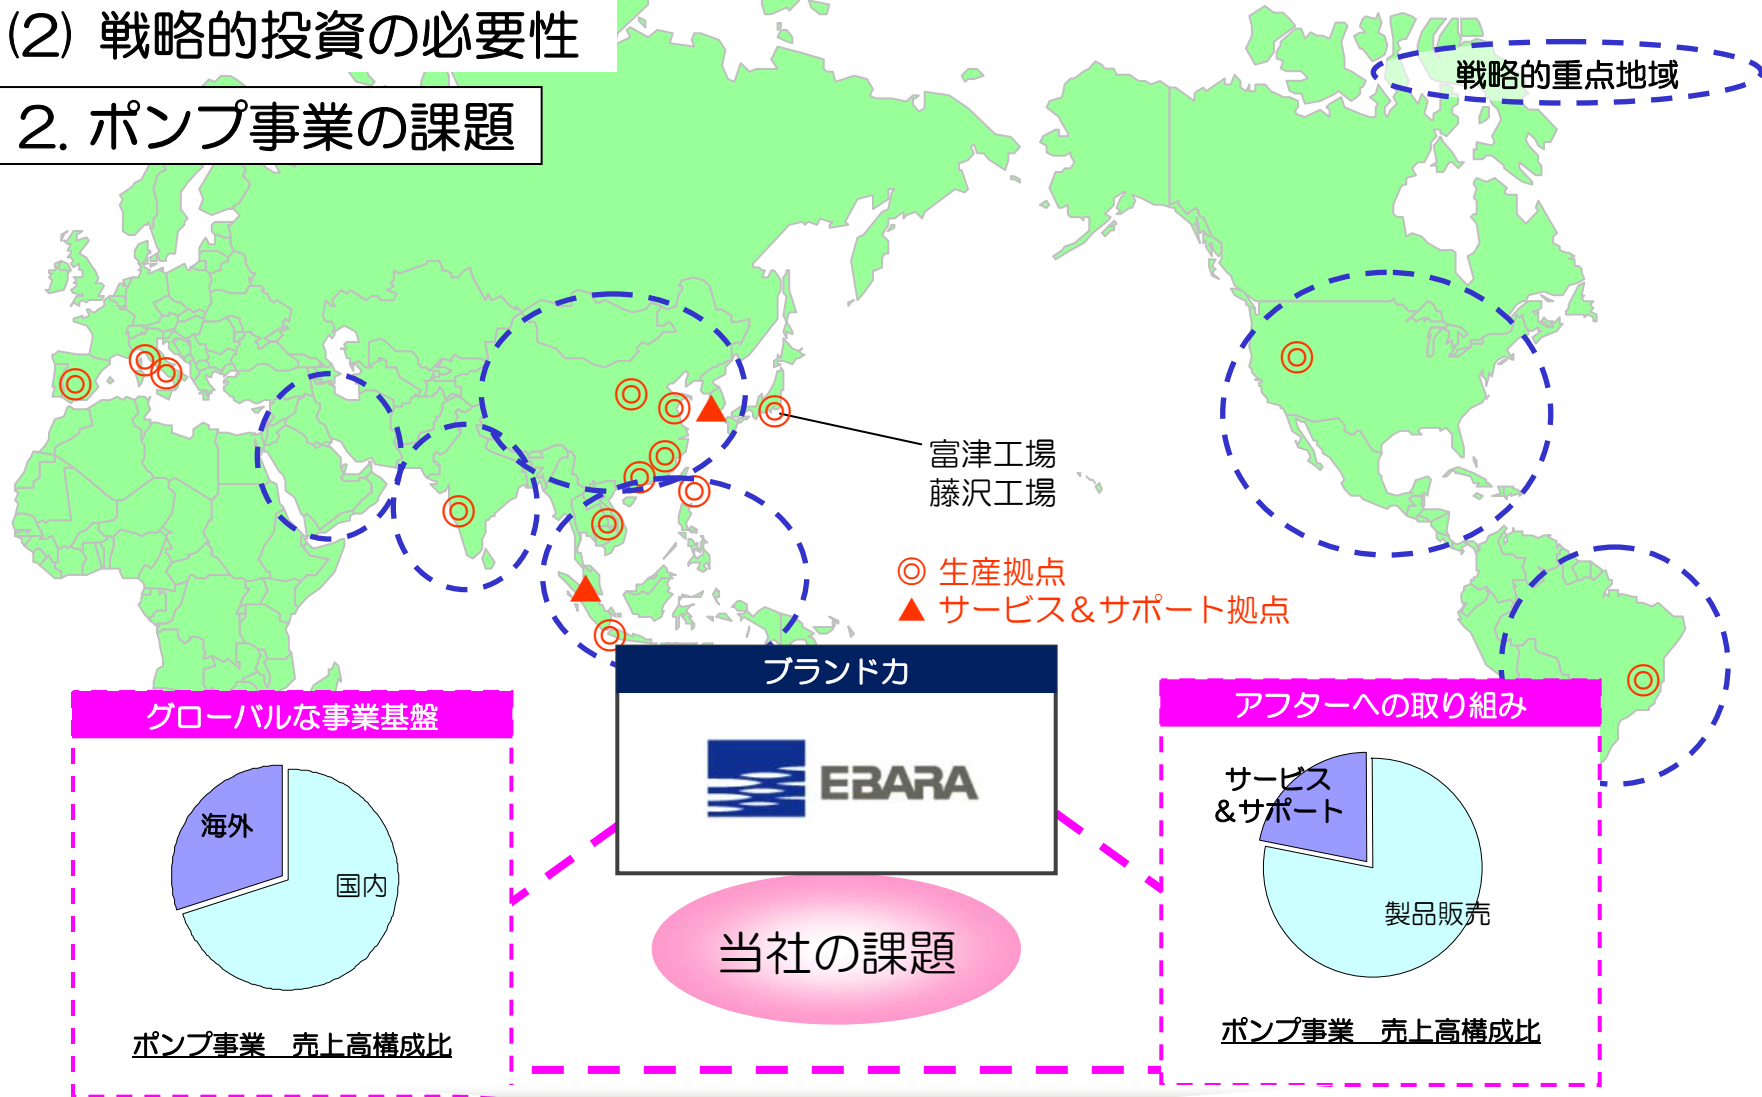 (2) 戦略的投資の必要性
2. ポンプ事業の課題
戦略的重点地域
富津工場
藤沢工場
◎ 生産拠点
▲ サービス＆サポート拠点
ブランド力
EBARA
グローバルな事業基盤
海外
国内
ポンプ事業　売上高構成比
当社の課題
アフターへの取り組み
サービス
＆サポート
製品販売
ポンプ事業　売上高構成比